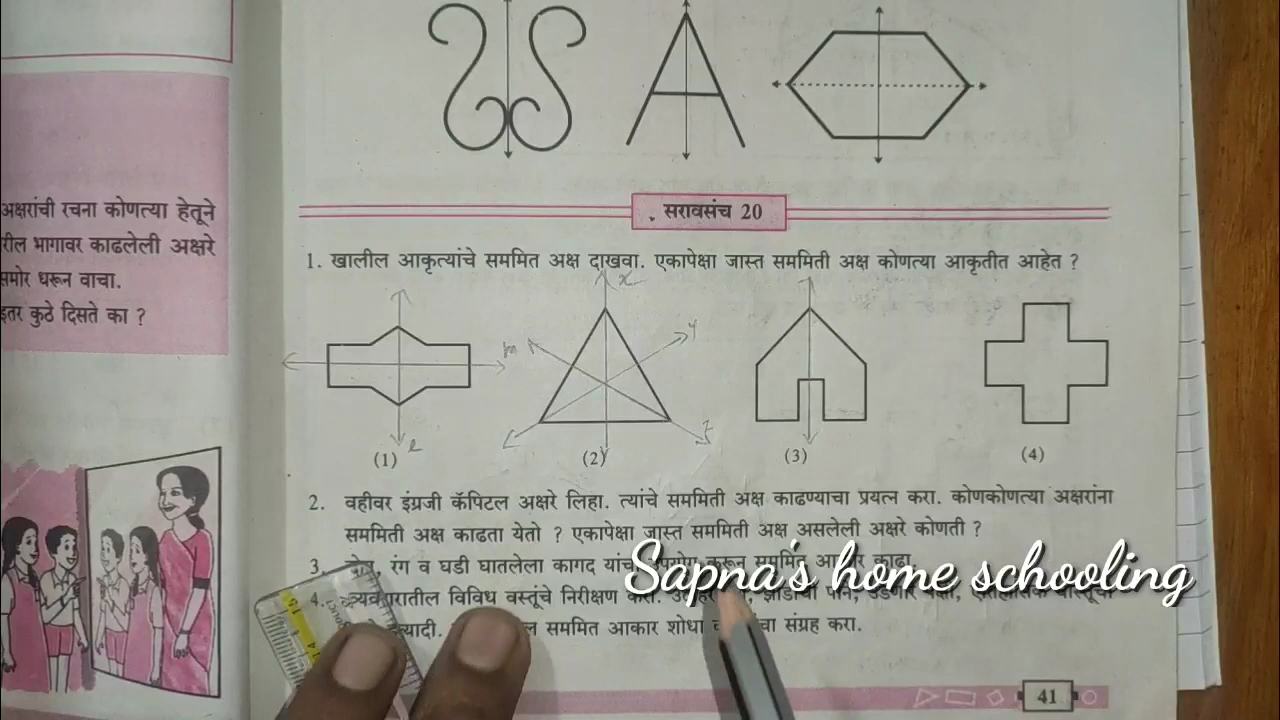 अक्षरांची रचना कोणत्या हेतूने
रील भागावर काढलेली अक्षरे
समोर धरून वाचा.
इतर कुठे दिसते का ?
सरावसंच 20
1. खालील आकृत्यांचे सममित अक्ष दाखवा. एकापेक्षा जास्त सममिती अक्ष कोणत्या आकृतीत आहेत ?
x
m
y
l
z
(1)
(2)
(3)
(4)
2. वहीवर इंग्रजी कॅपिटल अक्षरे लिहा. त्यांचे सममिती अक्ष काढण्याचा प्रयत्न करा. कोणकोणत्या अक्षरांना
सममिती अक्ष काढता येतो ? एकापेक्षा जास्त सममिती अक्ष असलेली अक्षरे कोणती ?
3. रंग व घडी घातलेला कागद
Sapna's home schooling
4. विविध वस्तूंचे निरीक्षण
सममित आकार शोधा संग्रह करा.
41